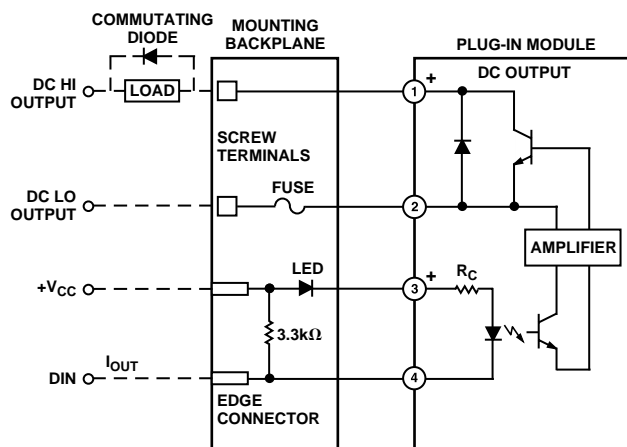 COMMUTATING
DIODE
MOUNTING
BACKPLANE
PLUG-IN MODULE
DC OUTPUT
DC HI
OUTPUT
LOAD
1
+
SCREW
TERMINALS
FUSE
DC LO
OUTPUT
2
AMPLIFIER
LED
+VCC
3
+
RC
3.3kΩ
IOUT
DIN
4
EDGE
CONNECTOR